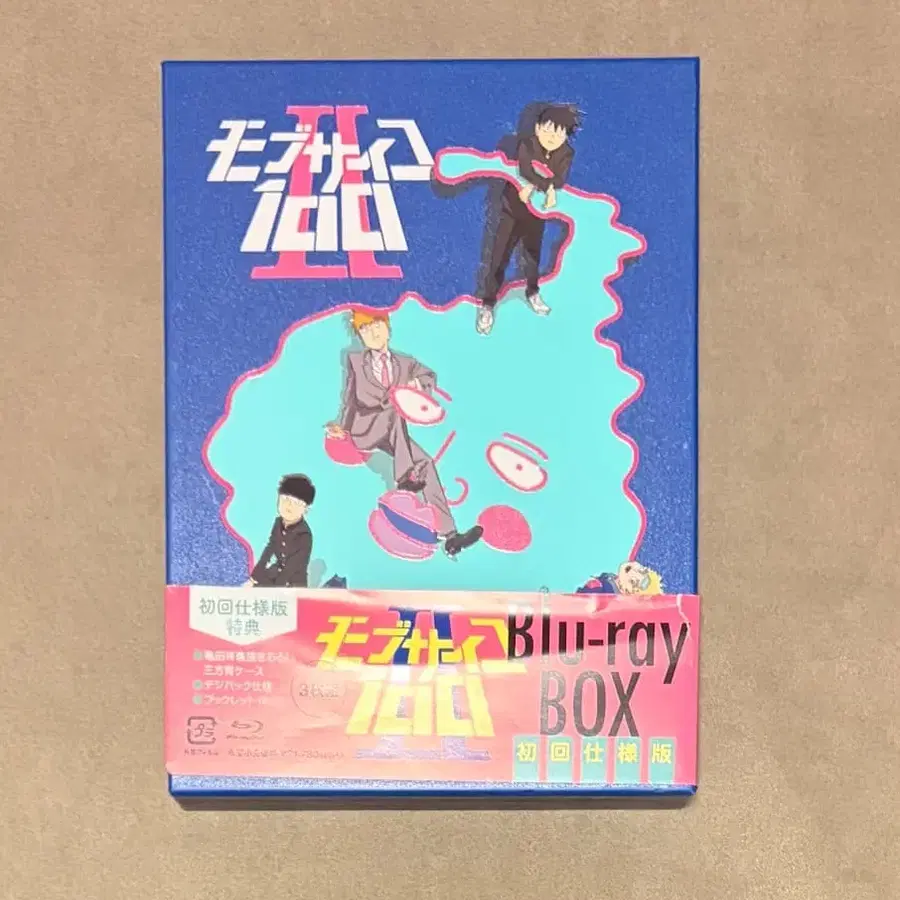 モブサイコ
100
II
初回仕様版
特典
三方背ケース
デジパック仕様
ブックレット
3枚組
モブサイコ
100
II
Blu-ray
BOX
初回仕様版
プラ